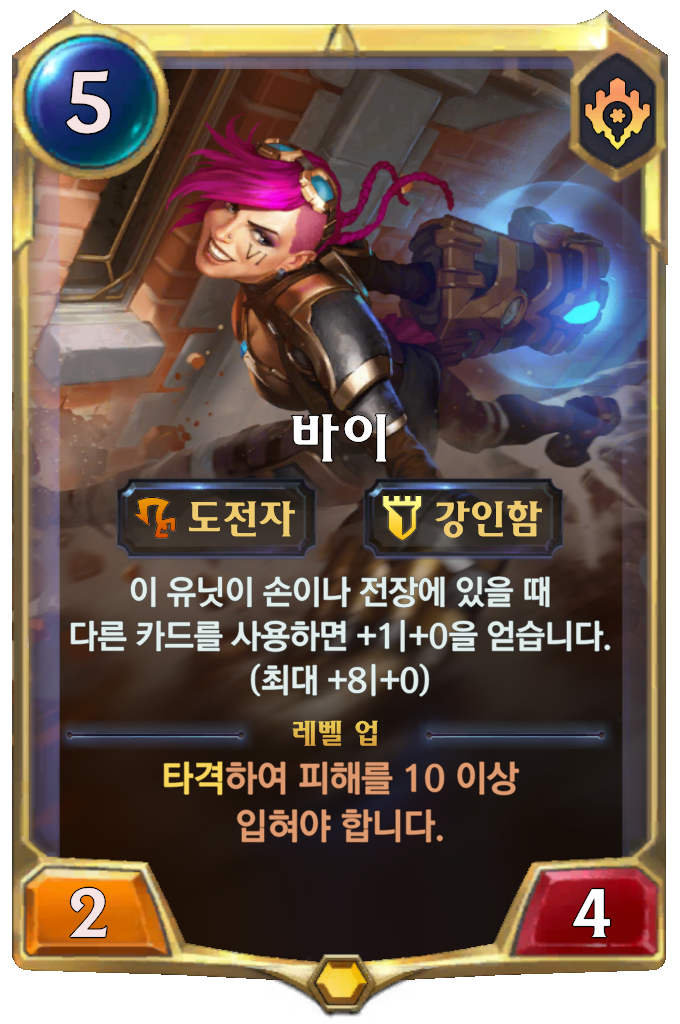 5
VI
바이
도전자 강인함
이 유닛이 손이나 전장에 있을 때
다른 카드를 사용하면 +1|+0을 얻습니다.
(최대 +8|+0)
레벨 업
타격하여 피해를 10 이상
입혀야 합니다.
2 4